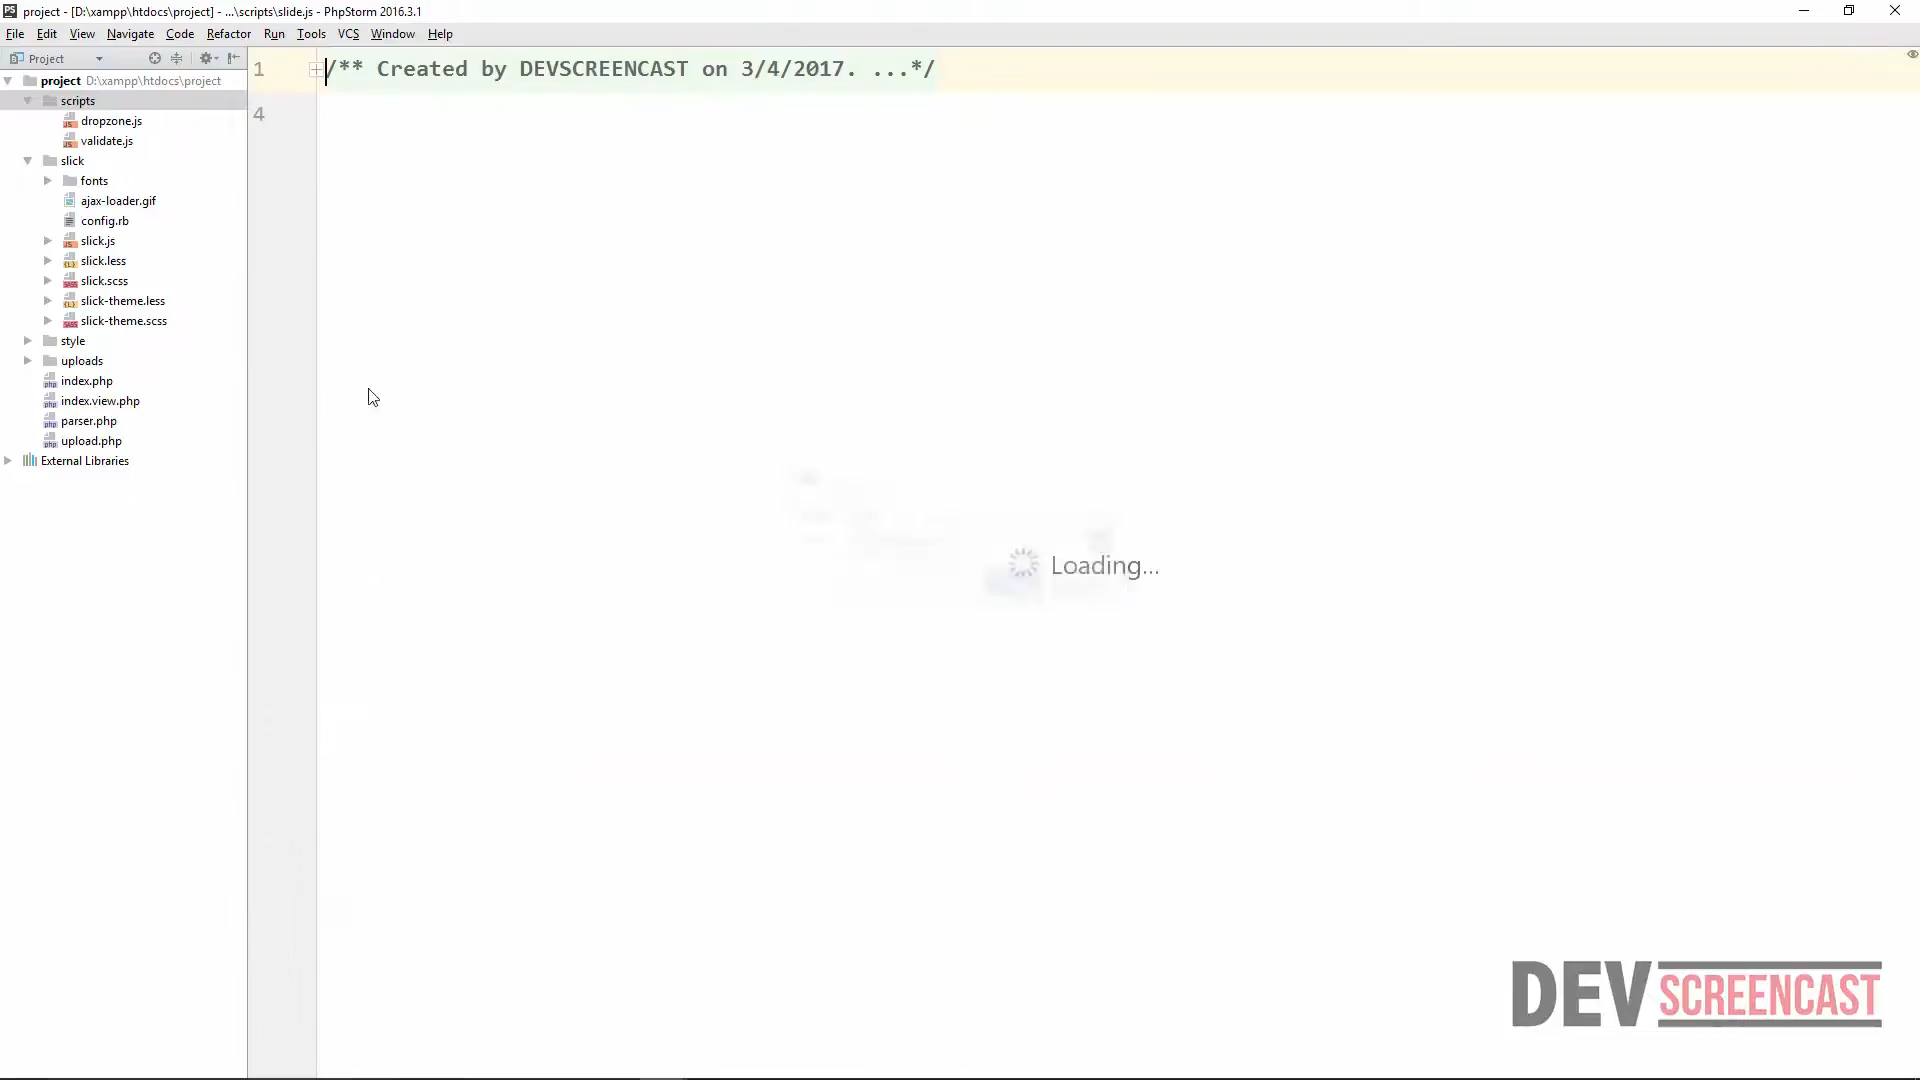 project - [D:\xampp\htdocs\project] - ...\scripts\slide.js - PhpStorm 2016.3.1
File Edit View Navigate Code Refactor Run Tools VCS Window Help
Project
project D:\xampp\htdocs\project
scripts
dropzone.js
validate.js
slick
fonts
ajax-loader.gif
config.rb
slick.js
slick.less
slick.scss
slick-theme.less
slick-theme.scss
style
uploads
index.php
index.view.php
parser.php
upload.php
External Libraries
1 /** Created by DEVSCREENCAST on 3/4/2017. ...*/
4
Loading...
DEVSCREENCAST